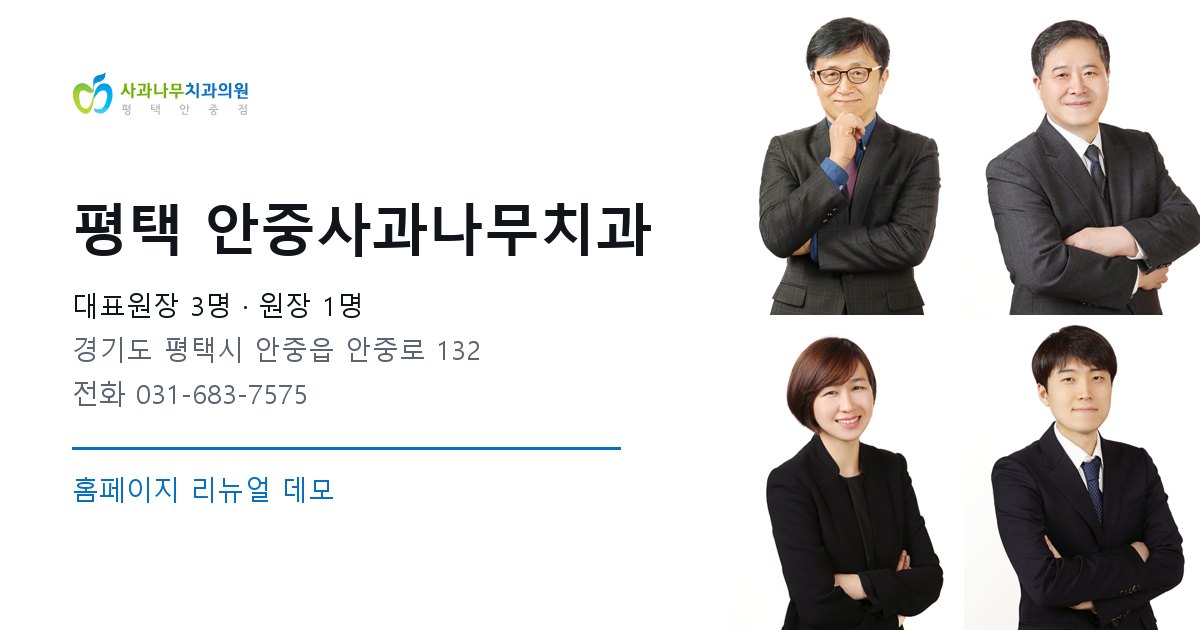 사과나무치과의원
평택안중점
평택 안중사과나무치과
대표원장 3명 · 원장 1명
경기도 평택시 안중읍 안중로 132
전화 031-683-7575
홈페이지 리뉴얼 데모